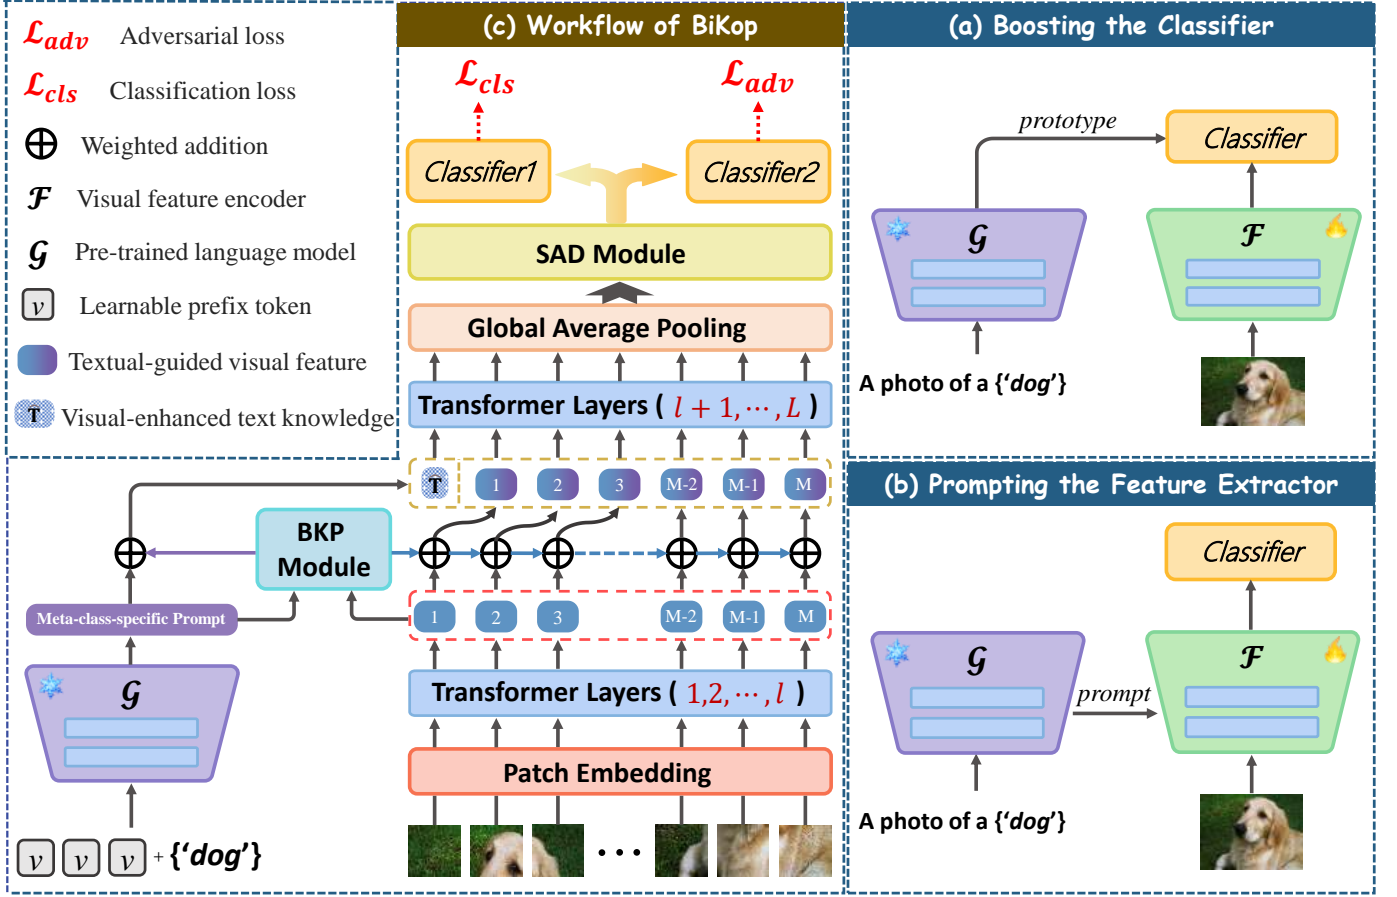 ℒadv Adversarial loss
ℒcls Classification loss
⊕ Weighted addition
ℱ Visual feature encoder
𝒢 Pre-trained language model
v Learnable prefix token
Textual-guided visual feature
T Visual-enhanced text knowledge
(c) Workflow of BiKop
ℒcls ℒadv
Classifier1 Classifier2
SAD Module
Global Average Pooling
Transformer Layers ( l + 1, ⋯ , L )
T 1 2 3 M-2 M-1 M
BKP
Module
Meta-class-specific Prompt
1 2 3 M-2 M-1 M
𝒢
Transformer Layers ( 1,2, ⋯ , l )
Patch Embedding
v v v + {‘dog’}
• • •
(a) Boosting the Classifier
prototype
Classifier
𝒢 ℱ
A photo of a {‘dog’}
(b) Prompting the Feature Extractor
Classifier
𝒢 ℱ
prompt
A photo of a {‘dog’}